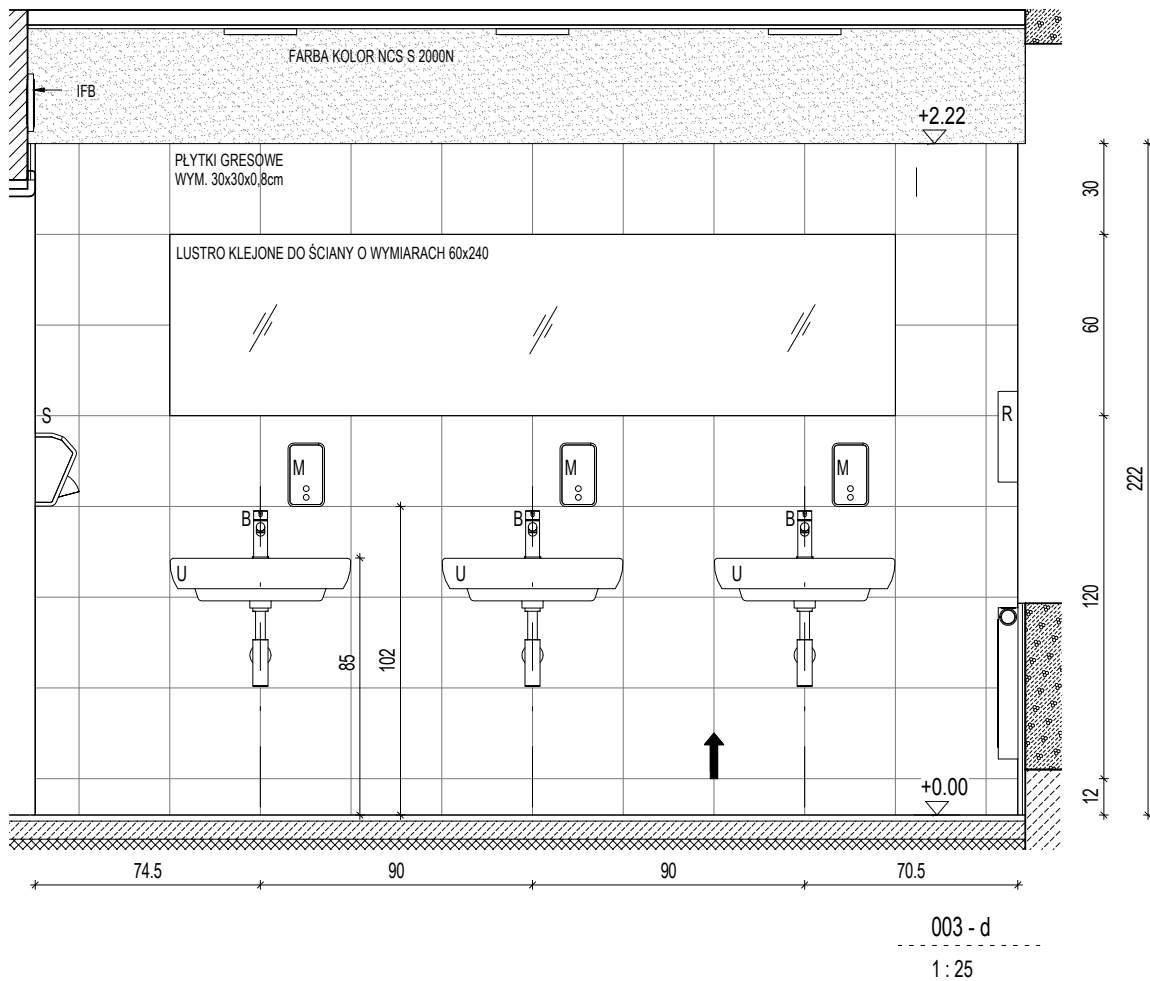 FARBA KOLOR NCS S 2000N
IFB
+2.22
PŁYTKI GRESOWE
WYM. 30x30x0,8cm
30
LUSTRO KLEJONE DO ŚCIANY O WYMIARACH 60x240
60
S
R
M
M
M
222
B
B
B
U
U
U
120
85
102
+0.00
12
74.5
90
90
70.5
003 - d
1 : 25